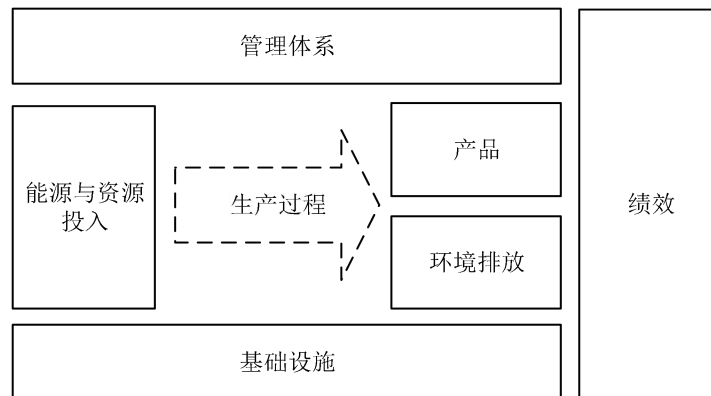 管理体系
能源与资源
投入
生产过程
产品
环境排放
绩效
基础设施